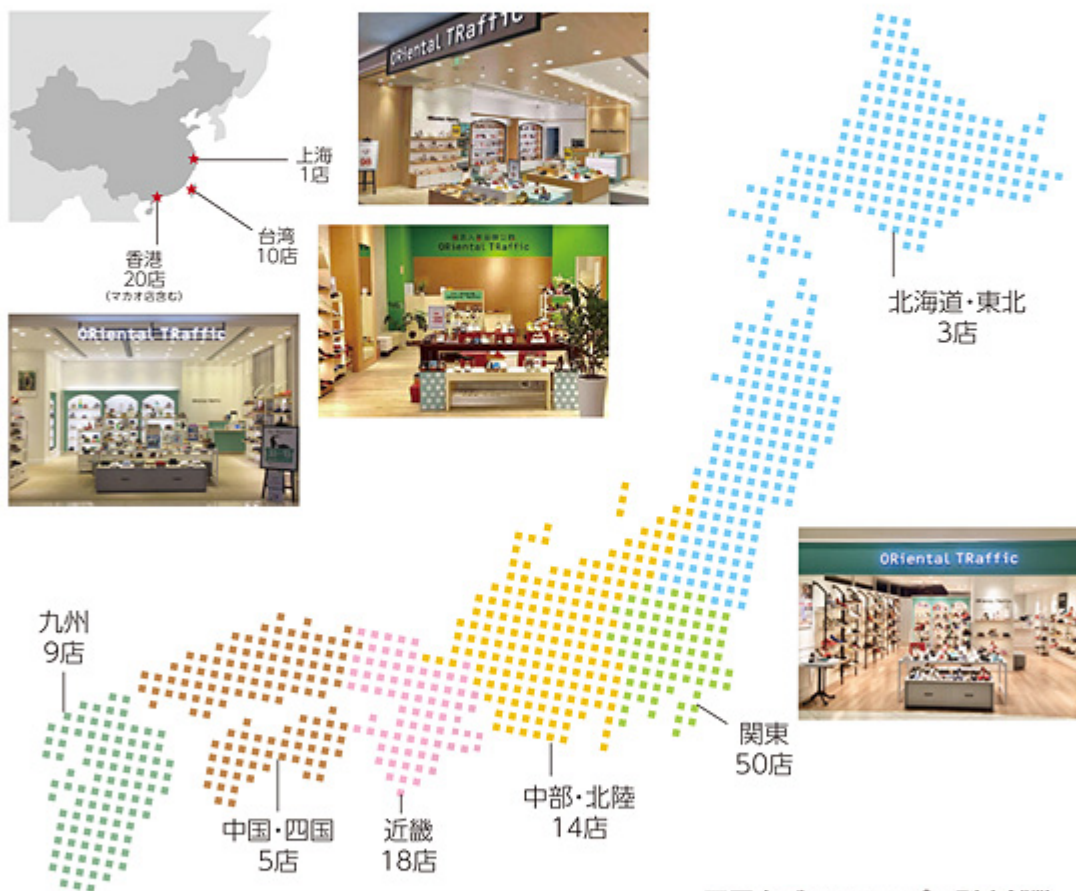 ORiental TRaffic
上海
1店
台湾
10店
香港
20店
(マカオ店含む)
ORiental TRaffic
北海道・東北
3店
ORiental TRaffic
ORiental TRaffic
九州
9店
関東
50店
中部・北陸
14店
中国・四国
5店
近畿
18店